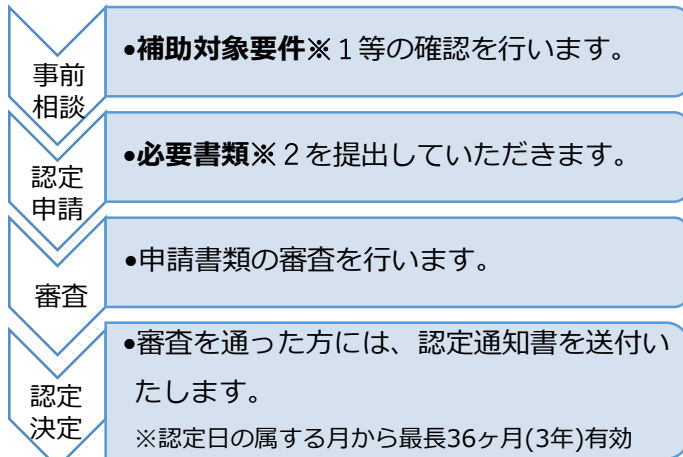 事前
相談
•補助対象要件※１等の確認を行います。
認定
申請
•必要書類※２を提出していただきます。
審査
•申請書類の審査を行います。
認定
決定
•審査を通った方には、認定通知書を送付い
たします。
※認定日の属する月から最長36ヶ月(3年)有効